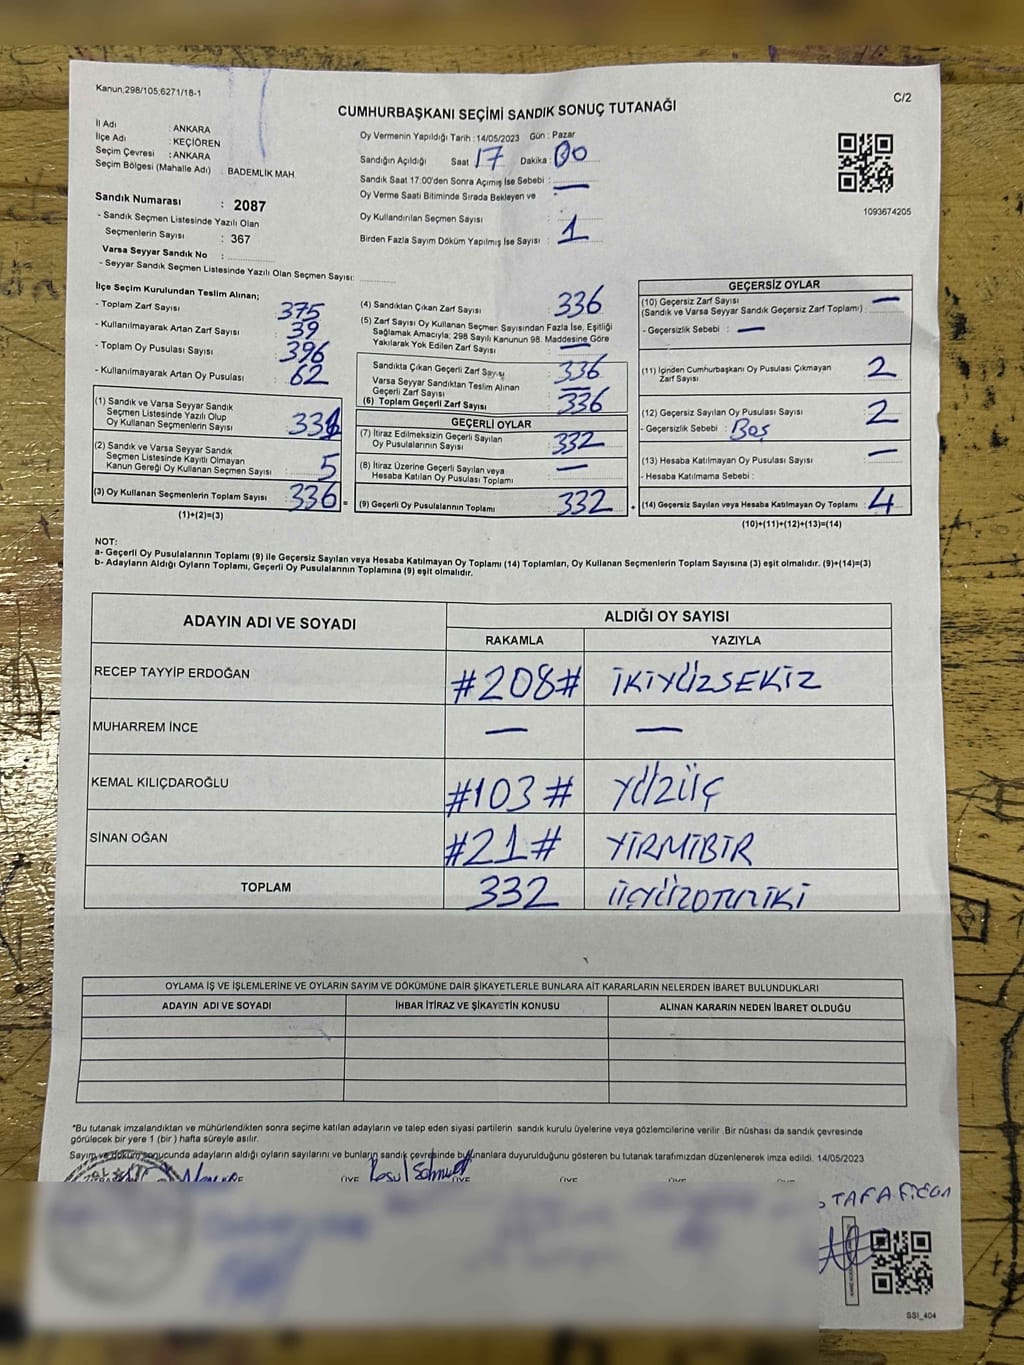 Kanun;298/105;6271/18-1
C/2
CUMHURBAŞKANI SEÇİMİ SANDIK SONUÇ TUTANAĞI
İl Adı : ANKARA
İlçe Adı : KEÇİÖREN
Seçim Çevresi : ANKARA
Seçim Bölgesi (Mahalle Adı) : BADEMLİK MAH
Sandık Numarası : 2087
- Sandık Seçmen Listesinde Yazılı Olan
Seçmenlerin Sayısı : 367
Varsa Seyyar Sandık No :
- Seyyar Sandık Seçmen Listesinde Yazılı Olan Seçmen Sayısı:
Oy Vermenin Yapıldığı Tarih : 14/05/2023 Gün : Pazar
Sandığın Açıldığı Saat 17 Dakika : 00
Sandık Saat 17:00'den Sonra Açımış İse Sebebi : —
Oy Verme Saati Bitiminde Sırada Bekleyen ve
Oy Kullandırılan Seçmen Sayısı : —
Birden Fazla Sayım Döküm Yapılmış İse Sayısı : 1
1093674205
İlçe Seçim Kurulundan Teslim Alınan;
- Toplam Zarf Sayısı : 375
- Kullanılmayarak Artan Zarf Sayısı : 39
- Toplam Oy Pusulası Sayısı : 396
- Kullanılmayarak Artan Oy Pusulası : 62
(1) Sandık ve Varsa Seyyar Sandık
Seçmen Listesinde Yazılı Olup
Oy Kullanan Seçmenlerin Sayısı :
(2) Sandık ve Varsa Seyyar Sandık
Seçmen Listesinde Kayıtlı Olmayan
Kanun Gereği Oy Kullanan Seçmen Sayısı : 5
(3) Oy Kullanan Seçmenlerin Toplam Sayısı : 336 =
(1)+(2)=(3)
(4) Sandıktan Çıkan Zarf Sayısı : 336
(5) Zarf Sayısı Oy Kullanan Seçmen Sayısından Fazla İse, Eşitliği
Sağlamak Amacıyla; 298 Sayılı Kanunun 98. Maddesine Göre
Yakılarak Yok Edilen Zarf Sayısı : —
Sandıkta Çıkan Geçerli Zarf Sayısı : 336
Varsa Seyyar Sandıktan Teslim Alınan
Geçerli Zarf Sayısı : —
(6) Toplam Geçerli Zarf Sayısı : 336
GEÇERLİ OYLAR
(7) İtiraz Edilmeksizin Geçerli Sayılan
Oy Pusulalarının Sayısı : 332
(8) İtiraz Üzerine Geçerli Sayılan veya
Hesaba Katılan Oy Pusulası Toplamı : —
(9) Geçerli Oy Pusulalarının Toplamı : 332 +
GEÇERSİZ OYLAR
(10) Geçersiz Zarf Sayısı : —
(Sandık ve Varsa Seyyar Sandık Geçersiz Zarf Toplamı)
- Geçersizlik Sebebi : —
(11) İçinden Cumhurbaşkanı Oy Pusulası Çıkmayan
Zarf Sayısı : 2
(12) Geçersiz Sayılan Oy Pusulası Sayısı : 2
- Geçersizlik Sebebi : Boş
(13) Hesaba Katılmayan Oy Pusulası Sayısı : —
- Hesaba Katılmama Sebebi :
(14) Geçersiz Sayılan veya Hesaba Katılmayan Oy Toplamı : 4
(10)+(11)+(12)+(13)=(14)
NOT:
a- Geçerli Oy Pusulalarının Toplamı (9) ile Geçersiz Sayılan veya Hesaba Katılmayan Oy Toplamı (14) Toplamları, Oy Kullanan Seçmenlerin Toplam Sayısına (3) eşit olmalıdır. (9)+(14)=(3)
b- Adayların Aldığı Oyların Toplamı, Geçerli Oy Pusulalarının Toplamına (9) eşit olmalıdır.
ADAYIN ADI VE SOYADI ALDIĞI OY SAYISI
RAKAMLA YAZIYLA
RECEP TAYYİP ERDOĞAN #208# İKİYÜZSEKİZ
MUHARREM İNCE — —
KEMAL KILIÇDAROĞLU #103# YÜZÜÇ
SİNAN OĞAN #21# YİRMİBİR
TOPLAM 332 ÜÇYÜZOTUZİKİ
OYLAMA İŞ VE İŞLEMLERİNE VE OYLARIN SAYIM VE DÖKÜMÜNE DAİR ŞİKAYETLERLE BUNLARA AİT KARARLARIN NELERDEN İBARET BULUNDUKLARI
ADAYIN ADI VE SOYADI İHBAR İTİRAZ VE ŞİKAYETİN KONUSU ALINAN KARARIN NEDEN İBARET OLDUĞU
*Bu tutanak imzalandıktan ve mühürlendikten sonra seçime katılan adayların ve talep eden siyasi partilerin sandık kurulu üyelerine veya gözlemcilerine verilir .Bir nüshası da sandık çevresinde
görülecek bir yere 1 (bir ) hafta süreyle asılır.
Sayım ve döküm sonucunda adayların aldığı oyların sayılarını ve bunların sandık çevresinde bulunanlara duyurulduğunu gösteren bu tutanak tarafımızdan düzenlenerek imza edildi. 14/05/2023
ÜYE ÜYE ÜYE ÜYE
SSI_404